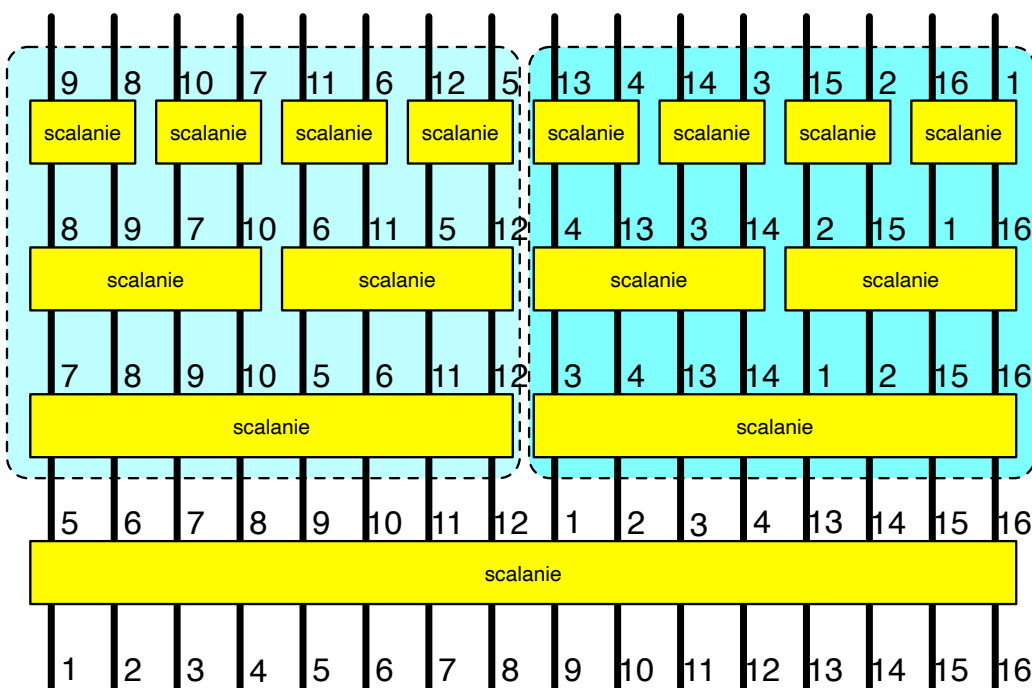 9 8 10 7 11 6 12 5 13 4 14 3 15 2 16 1
scalanie scalanie scalanie scalanie scalanie scalanie scalanie scalanie
8 9 7 10 6 11 5 12 4 13 3 14 2 15 1 16
scalanie scalanie scalanie scalanie
7 8 9 10 5 6 11 12 3 4 13 14 1 2 15 16
scalanie scalanie
5 6 7 8 9 10 11 12 1 2 3 4 13 14 15 16
scalanie
1 2 3 4 5 6 7 8 9 10 11 12 13 14 15 16